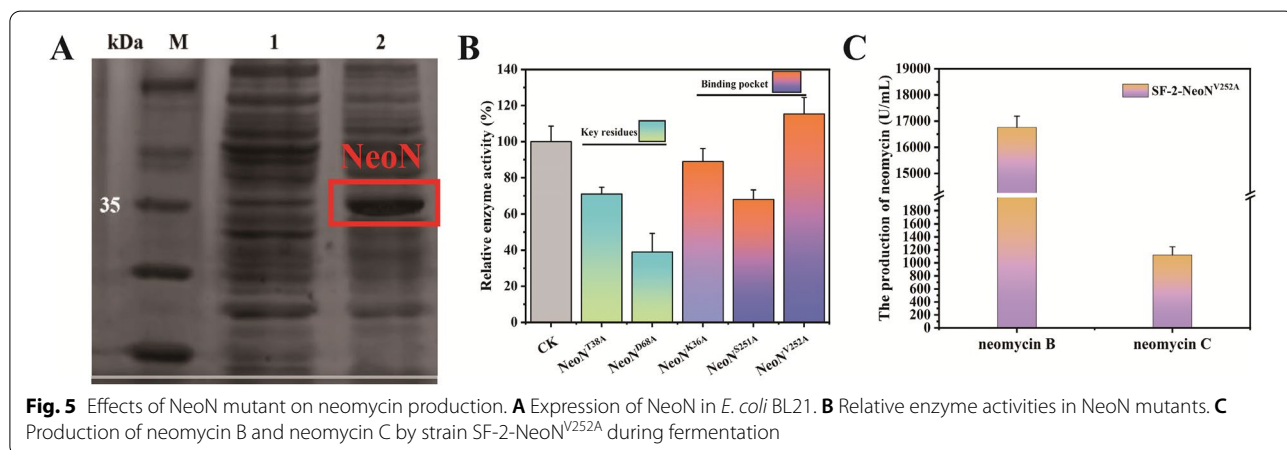 A
kDa M 1 2
NeoN
35
B
Relative enzyme activity (%)
140
120
100
80
60
40
20
0
Key residues
Binding pocket
CK
NeoN^T38A
NeoN^D68A
NeoN^K36A
NeoN^S251A
NeoN^V252A
C
The production of neomycin (U/mL)
19000
18000
17000
16000
15000
1800
1600
1400
1200
1000
800
600
400
200
0
SF-2-NeoN^V252A
neomycin B
neomycin C
Fig. 5 Effects of NeoN mutant on neomycin production. A Expression of NeoN in E. coli BL21. B Relative enzyme activities in NeoN mutants. C
Production of neomycin B and neomycin C by strain SF-2-NeoN^V252A during fermentation